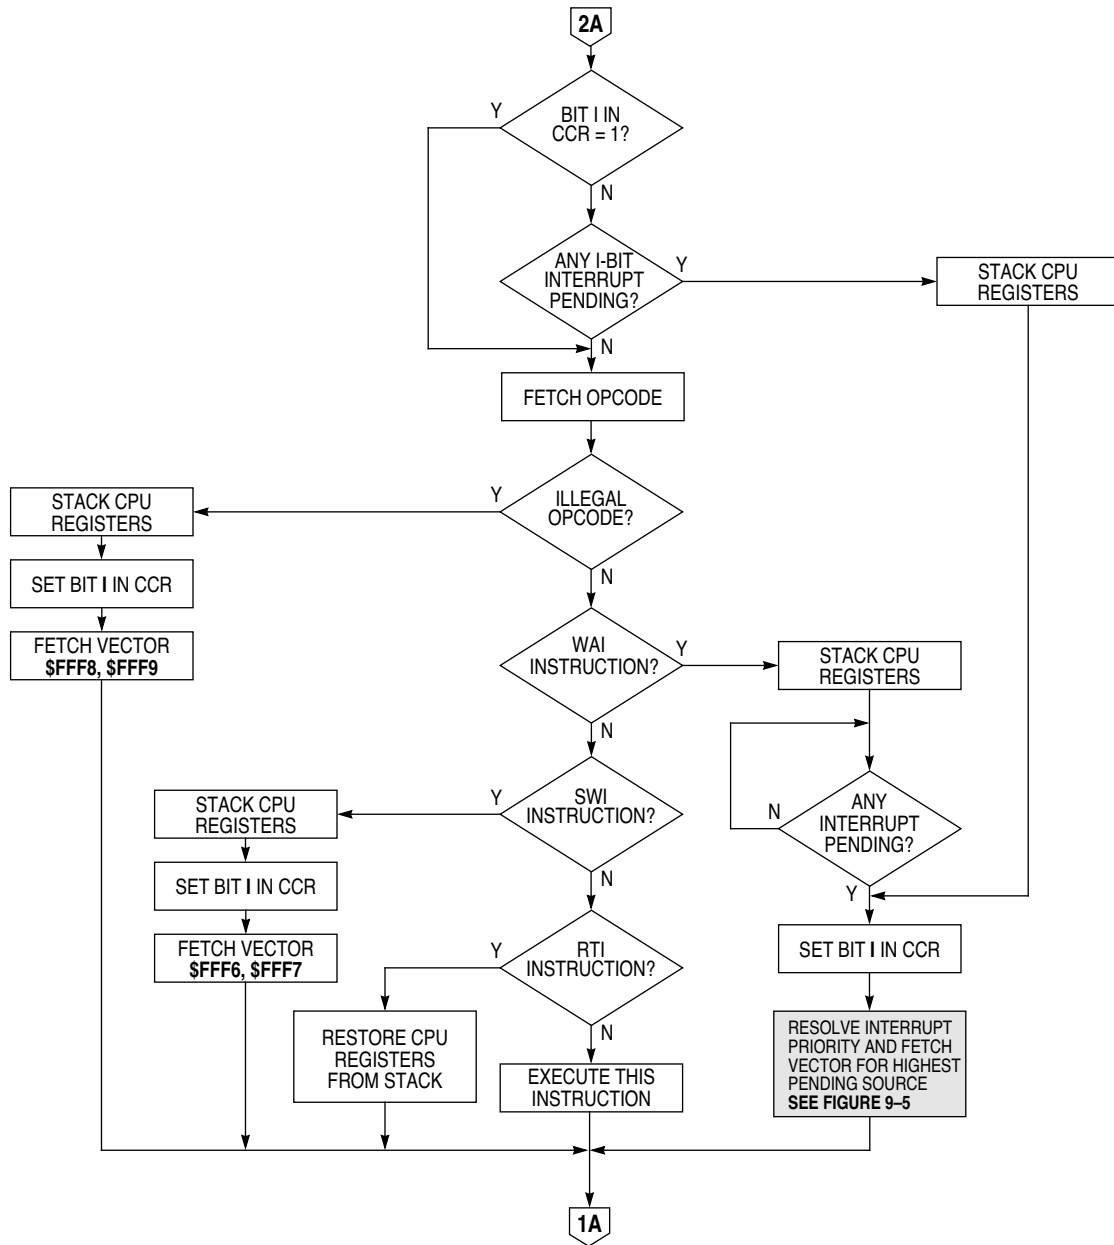 2A
Y
BIT I IN
CCR = 1?
N
ANY I-BIT
INTERRUPT
PENDING?
Y
STACK CPU
REGISTERS
N
FETCH OPCODE
STACK CPU
REGISTERS
Y
ILLEGAL
OPCODE?
N
SET BIT I IN CCR
FETCH VECTOR
$FFF8, $FFF9
WAI
INSTRUCTION?
Y
STACK CPU
REGISTERS
N
STACK CPU
REGISTERS
Y
SWI
INSTRUCTION?
N
ANY
INTERRUPT
PENDING?
N
Y
SET BIT I IN CCR
FETCH VECTOR
$FFF6, $FFF7
Y
RTI
INSTRUCTION?
SET BIT I IN CCR
N
RESTORE CPU
REGISTERS
FROM STACK
EXECUTE THIS
INSTRUCTION
RESOLVE INTERRUPT
PRIORITY AND FETCH
VECTOR FOR HIGHEST
PENDING SOURCE
SEE FIGURE 9–5
1A